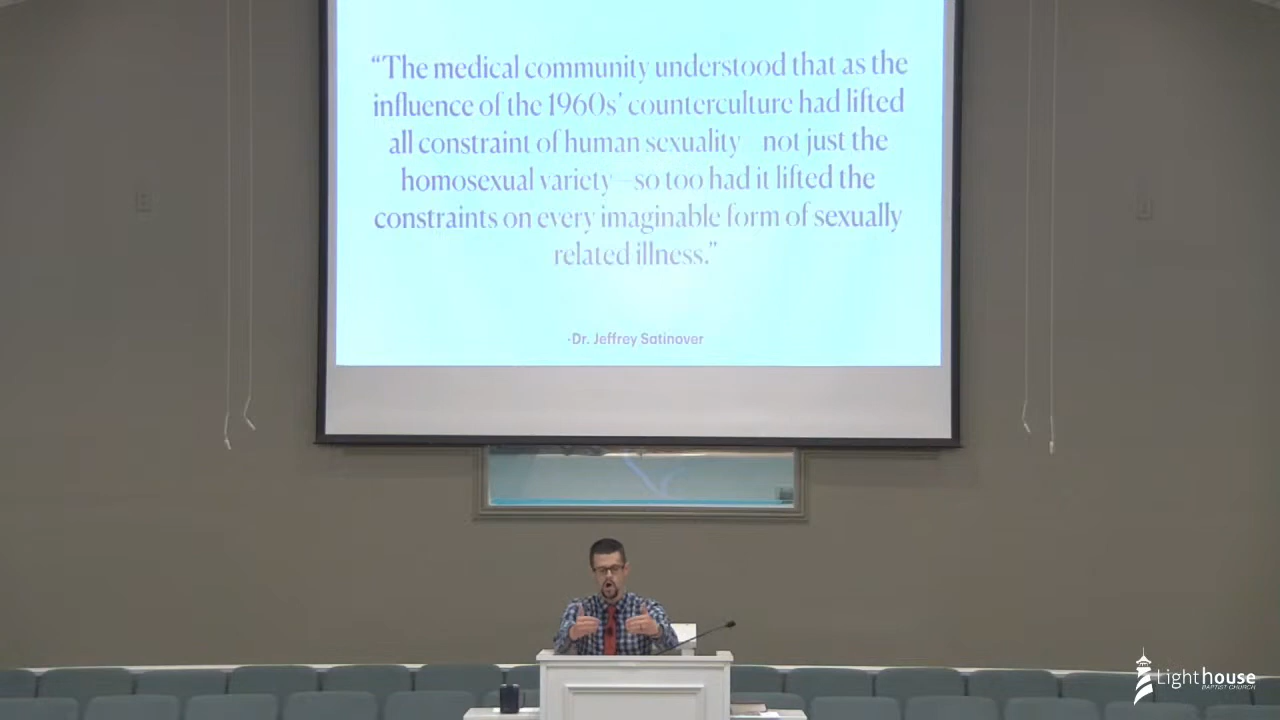 “The medical community understood that as the
influence of the 1960s’ counterculture had lifted
all constraint of human sexuality—not just the
homosexual variety—so too had it lifted the
constraints on every imaginable form of sexually
related illness.”
-Dr. Jeffrey Satinover
Lighthouse
BAPTIST CHURCH